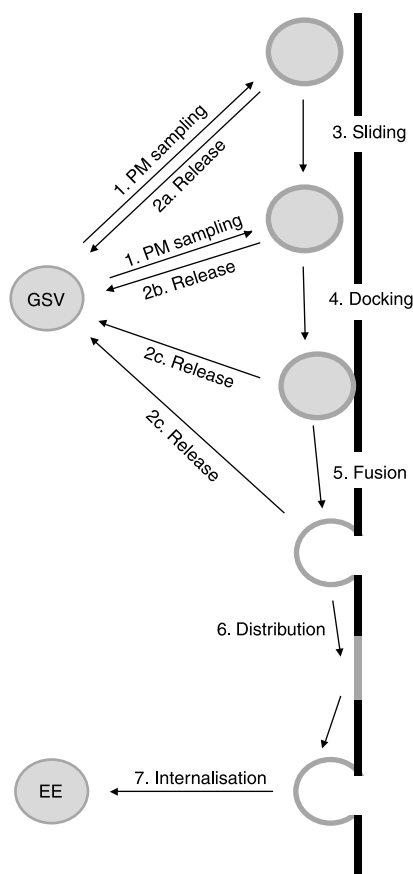 1. PM sampling
2a. Release
3. Sliding
1. PM sampling
2b. Release
GSV
4. Docking
2c. Release
2c. Release
5. Fusion
6. Distribution
7. Internalisation
EE